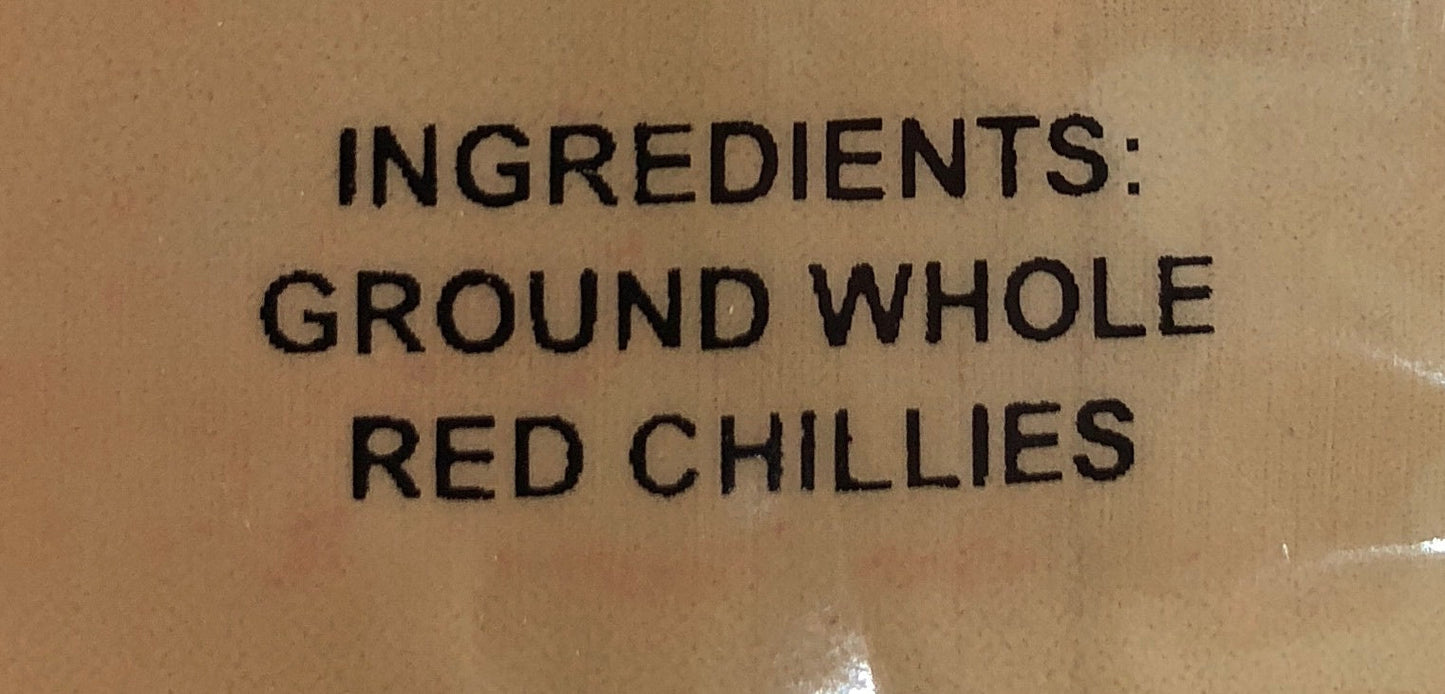 INGREDIENTS:
GROUND WHOLE
RED CHILLIES